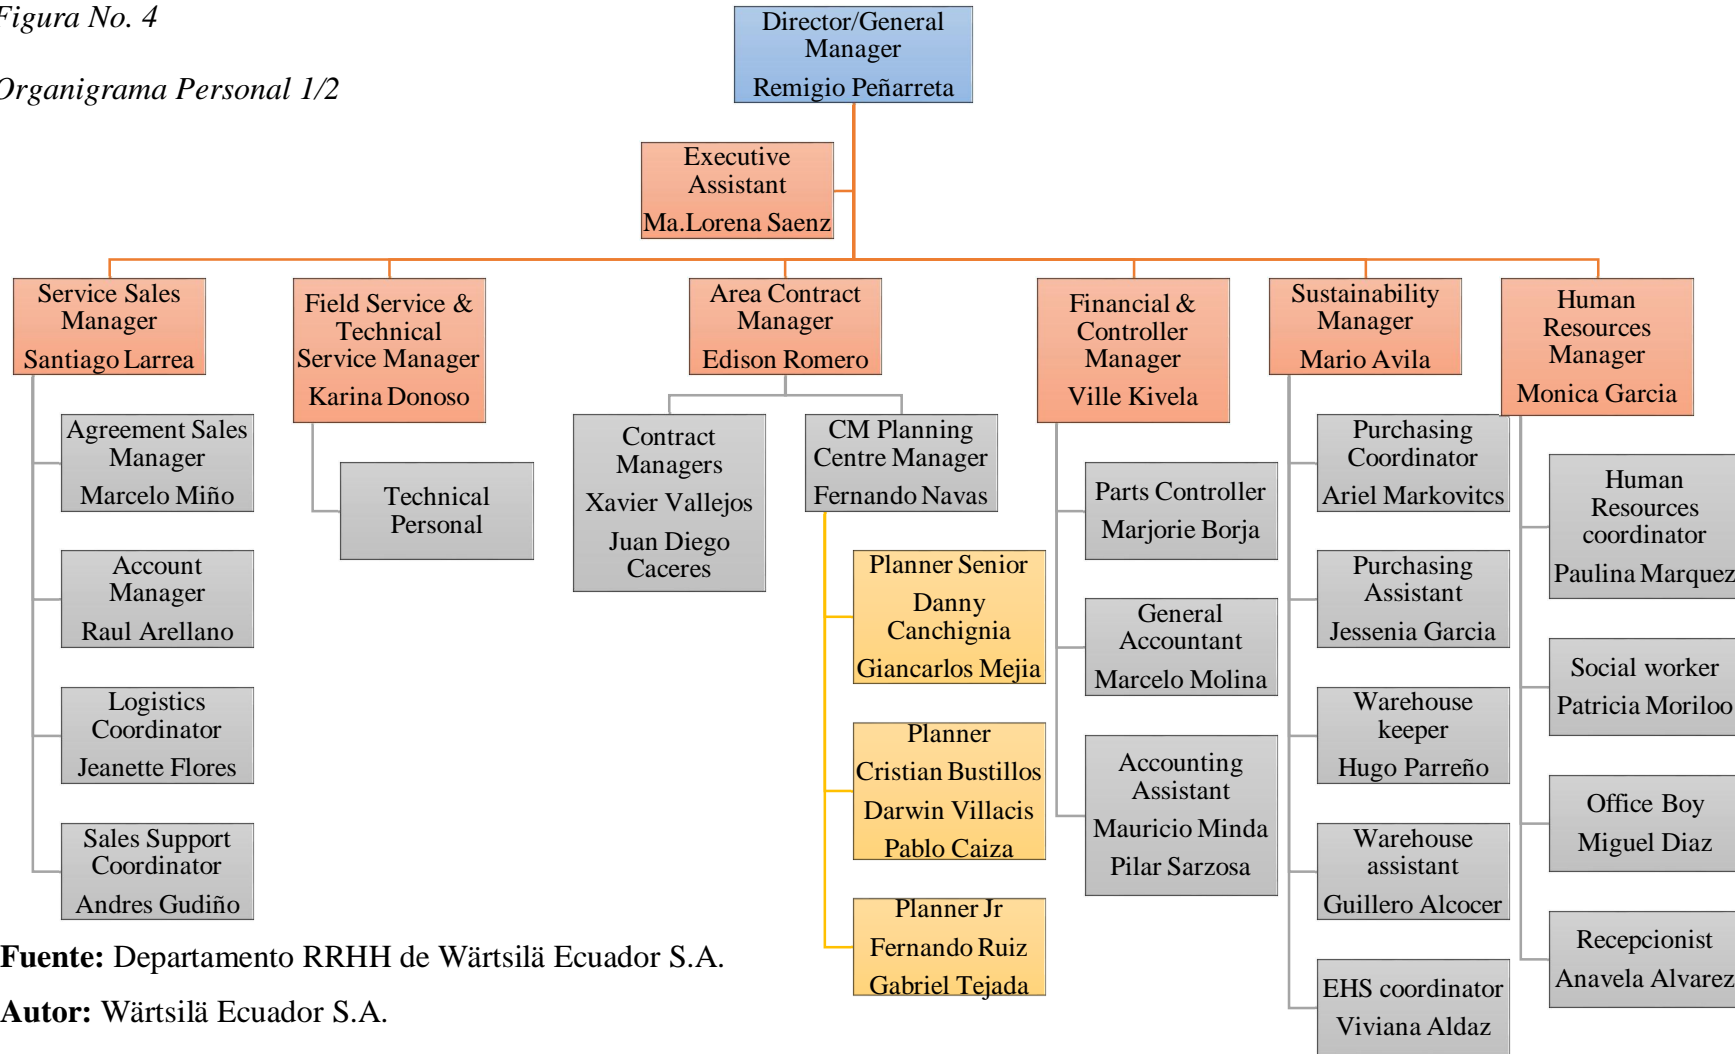 Figura No. 4
Organigrama Personal 1/2
Director/General
Manager
Remigio Peñarreta
Executive
Assistant
Ma.Lorena Saenz
Service Sales
Manager
Santiago Larrea
Agreement Sales
Manager
Marcelo Miño
Account
Manager
Raul Arellano
Logistics
Coordinator
Jeanette Flores
Sales Support
Coordinator
Andres Gudiño
Field Service &
Technical
Service Manager
Karina Donoso
Technical
Personal
Area Contract
Manager
Edison Romero
Contract
Managers
Xavier Vallejos
Juan Diego
Caceres
CM Planning
Centre Manager
Fernando Navas
Planner Senior
Danny
Canchignia
Giancarlos Mejia
Planner
Cristian Bustillos
Darwin Villacis
Pablo Caiza
Planner Jr
Fernando Ruiz
Gabriel Tejada
Financial &
Controller
Manager
Ville Kivela
Parts Controller
Marjorie Borja
General
Accountant
Marcelo Molina
Accounting
Assistant
Mauricio Minda
Pilar Sarzosa
Sustainability
Manager
Mario Avila
Purchasing
Coordinator
Ariel Markovitcs
Purchasing
Assistant
Jessenia Garcia
Warehouse
keeper
Hugo Parreño
Warehouse
assistant
Guillero Alcocer
EHS coordinator
Viviana Aldaz
Human
Resources
Manager
Monica Garcia
Human
Resources
coordinator
Paulina Marquez
Social worker
Patricia Moriloo
Office Boy
Miguel Diaz
Recepcionist
Anavela Alvarez
Fuente: Departamento RRHH de Wärtsilä Ecuador S.A.
Autor: Wärtsilä Ecuador S.A.